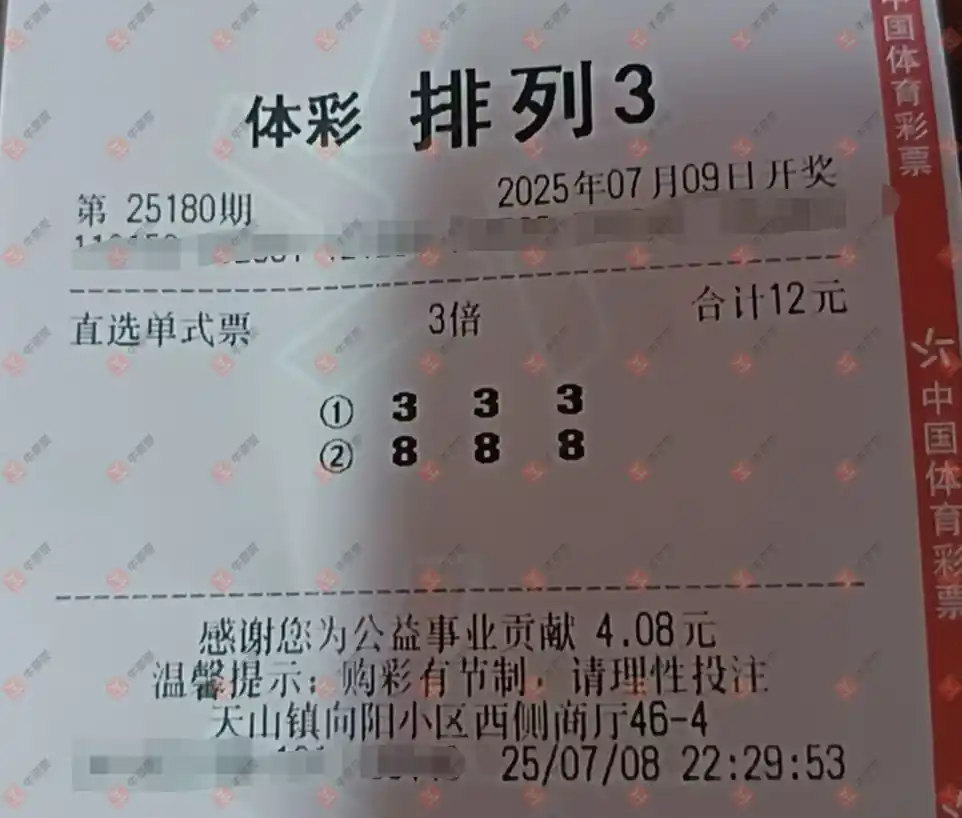 体彩 排列3
第 25180期 2025年07月09日开奖
直选单式票 3倍 合计12元
① 3 3 3
② 8 8 8
感谢您为公益事业贡献 4.08元
温馨提示：购彩有节制，请理性投注
天山镇向阳小区西侧商厅46-4
25/07/08 22:29:53
中国体育彩票
中国体育彩票